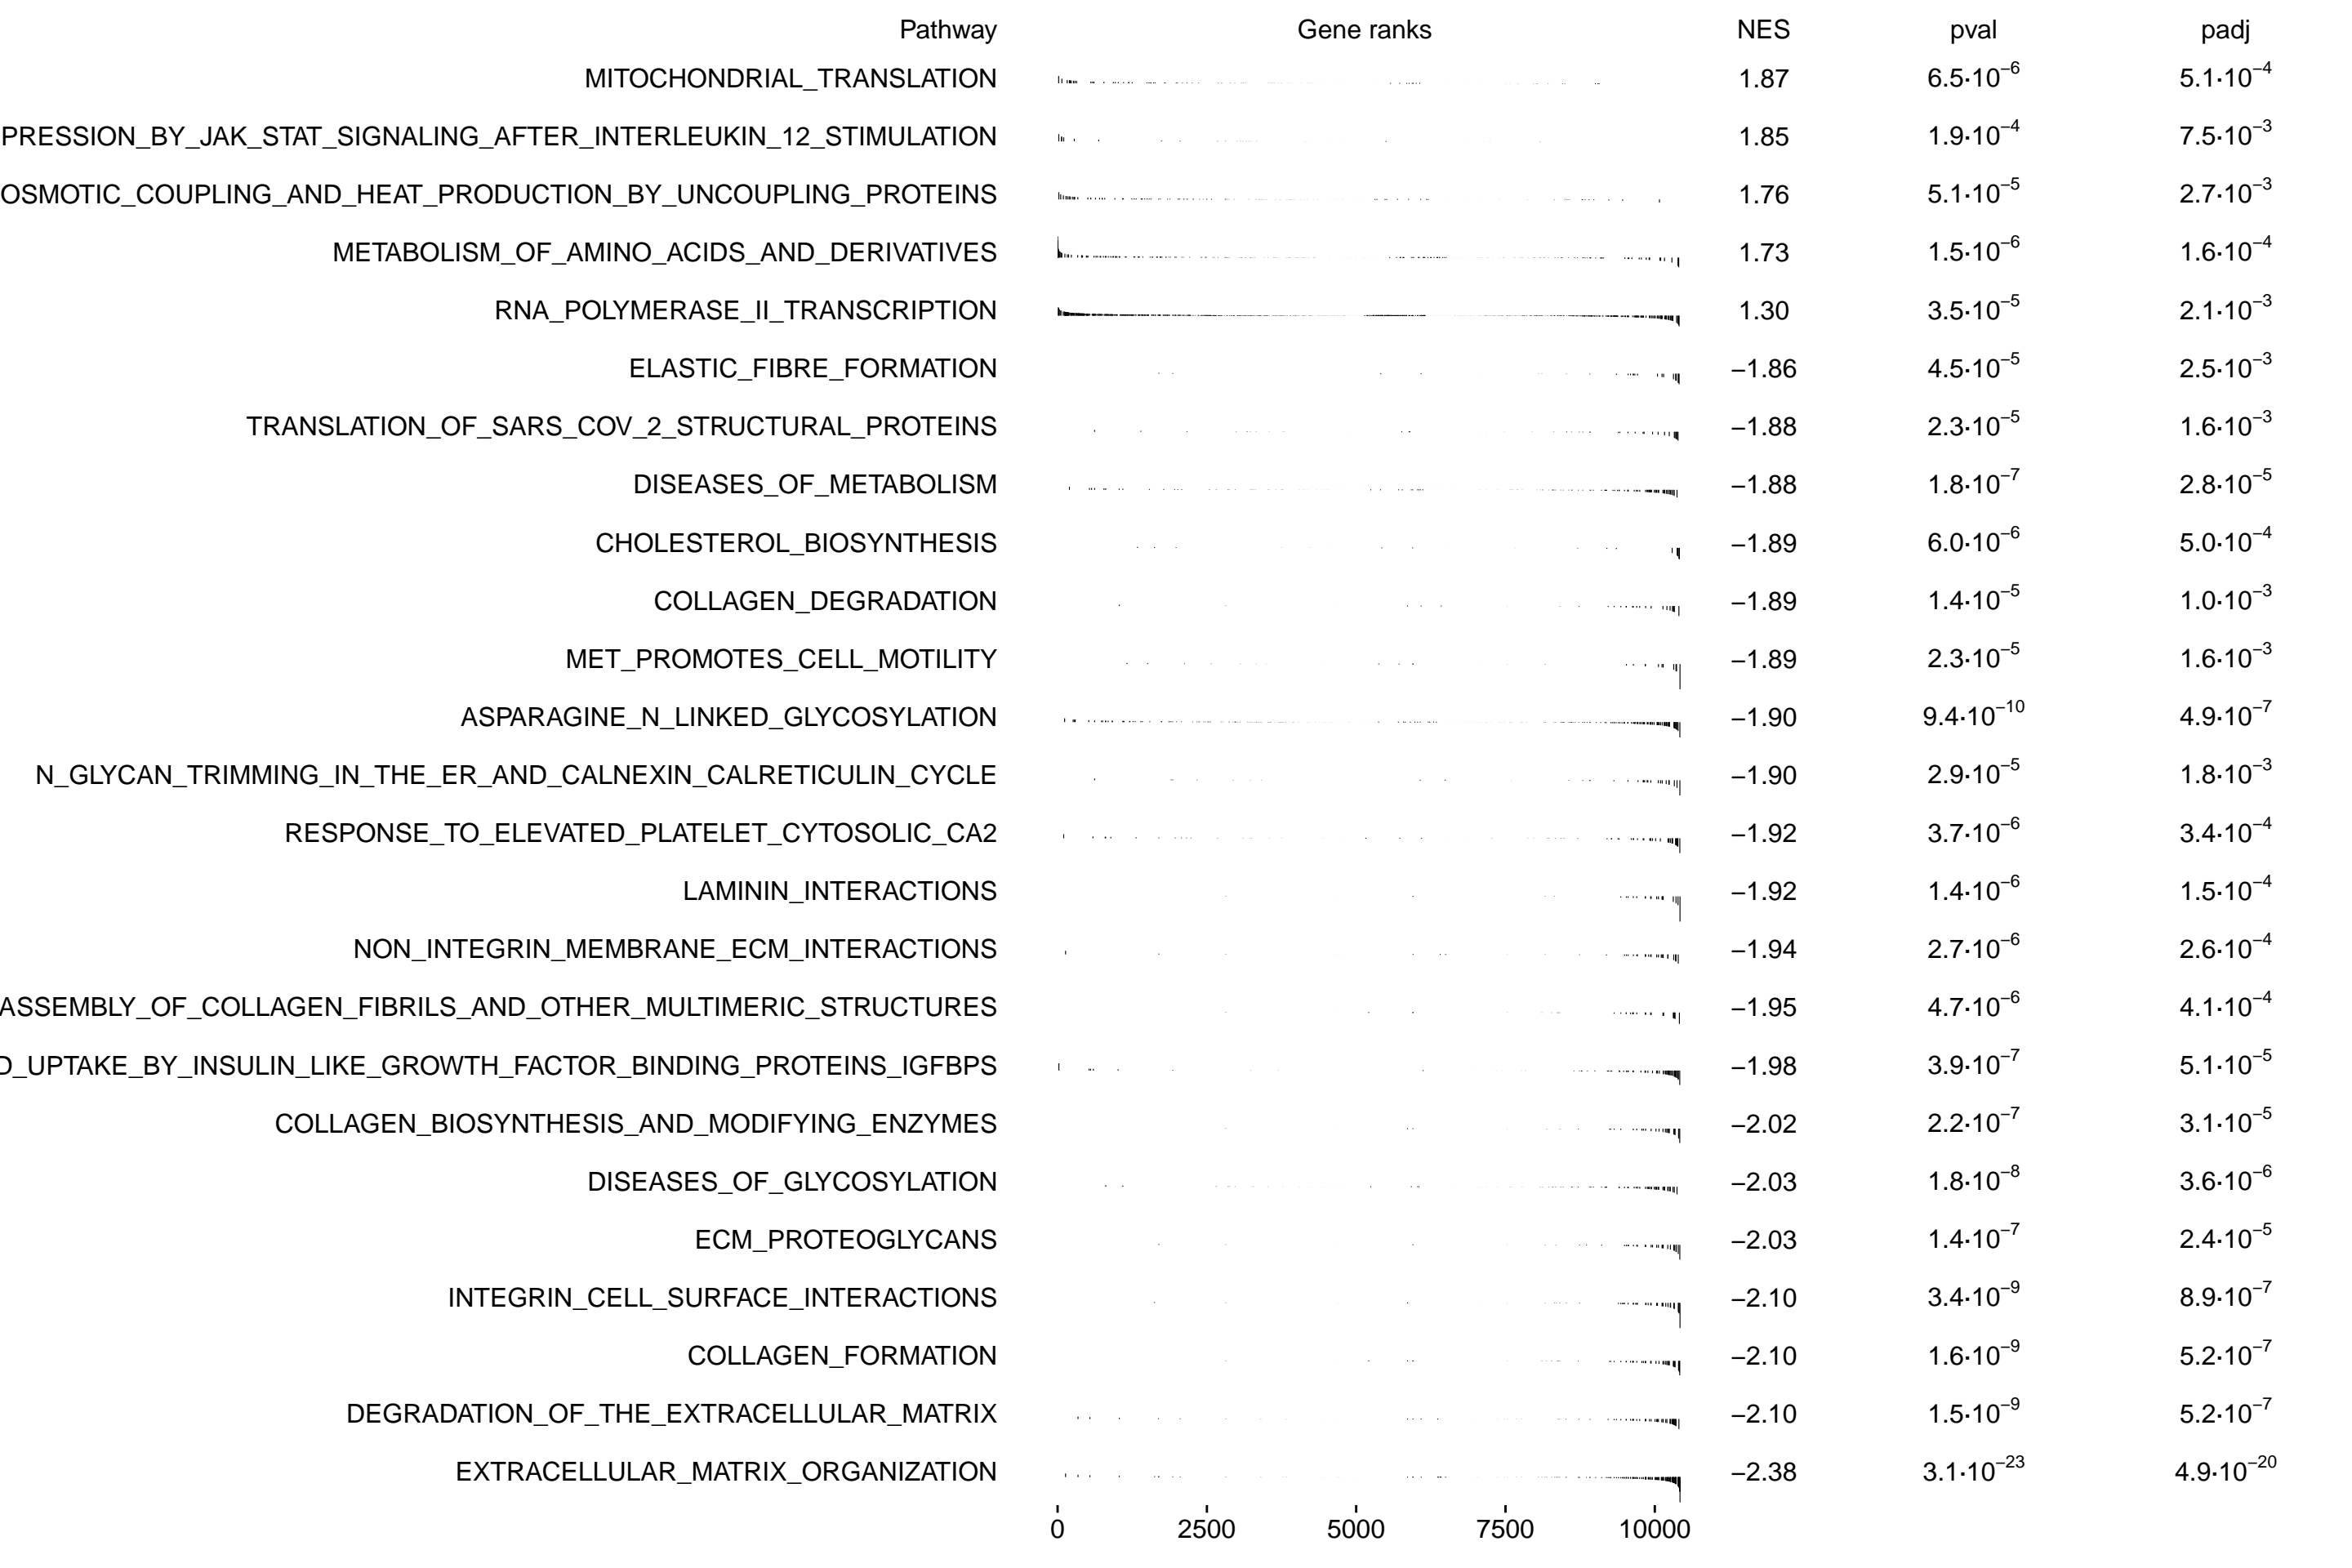 Pathway Gene ranks NES pval padj
MITOCHONDRIAL_TRANSLATION 1.87 6.5·10⁻⁶ 5.1·10⁻⁴
PRESSION_BY_JAK_STAT_SIGNALING_AFTER_INTERLEUKIN_12_STIMULATION 1.85 1.9·10⁻⁴ 7.5·10⁻³
OSMOTIC_COUPLING_AND_HEAT_PRODUCTION_BY_UNCOUPLING_PROTEINS 1.76 5.1·10⁻⁵ 2.7·10⁻³
METABOLISM_OF_AMINO_ACIDS_AND_DERIVATIVES 1.73 1.5·10⁻⁶ 1.6·10⁻⁴
RNA_POLYMERASE_II_TRANSCRIPTION 1.30 3.5·10⁻⁵ 2.1·10⁻³
ELASTIC_FIBRE_FORMATION −1.86 4.5·10⁻⁵ 2.5·10⁻³
TRANSLATION_OF_SARS_COV_2_STRUCTURAL_PROTEINS −1.88 2.3·10⁻⁵ 1.6·10⁻³
DISEASES_OF_METABOLISM −1.88 1.8·10⁻⁷ 2.8·10⁻⁵
CHOLESTEROL_BIOSYNTHESIS −1.89 6.0·10⁻⁶ 5.0·10⁻⁴
COLLAGEN_DEGRADATION −1.89 1.4·10⁻⁵ 1.0·10⁻³
MET_PROMOTES_CELL_MOTILITY −1.89 2.3·10⁻⁵ 1.6·10⁻³
ASPARAGINE_N_LINKED_GLYCOSYLATION −1.90 9.4·10⁻¹⁰ 4.9·10⁻⁷
N_GLYCAN_TRIMMING_IN_THE_ER_AND_CALNEXIN_CALRETICULIN_CYCLE −1.90 2.9·10⁻⁵ 1.8·10⁻³
RESPONSE_TO_ELEVATED_PLATELET_CYTOSOLIC_CA2 −1.92 3.7·10⁻⁶ 3.4·10⁻⁴
LAMININ_INTERACTIONS −1.92 1.4·10⁻⁶ 1.5·10⁻⁴
NON_INTEGRIN_MEMBRANE_ECM_INTERACTIONS −1.94 2.7·10⁻⁶ 2.6·10⁻⁴
ASSEMBLY_OF_COLLAGEN_FIBRILS_AND_OTHER_MULTIMERIC_STRUCTURES −1.95 4.7·10⁻⁶ 4.1·10⁻⁴
D_UPTAKE_BY_INSULIN_LIKE_GROWTH_FACTOR_BINDING_PROTEINS_IGFBPS −1.98 3.9·10⁻⁷ 5.1·10⁻⁵
COLLAGEN_BIOSYNTHESIS_AND_MODIFYING_ENZYMES −2.02 2.2·10⁻⁷ 3.1·10⁻⁵
DISEASES_OF_GLYCOSYLATION −2.03 1.8·10⁻⁸ 3.6·10⁻⁶
ECM_PROTEOGLYCANS −2.03 1.4·10⁻⁷ 2.4·10⁻⁵
INTEGRIN_CELL_SURFACE_INTERACTIONS −2.10 3.4·10⁻⁹ 8.9·10⁻⁷
COLLAGEN_FORMATION −2.10 1.6·10⁻⁹ 5.2·10⁻⁷
DEGRADATION_OF_THE_EXTRACELLULAR_MATRIX −2.10 1.5·10⁻⁹ 5.2·10⁻⁷
EXTRACELLULAR_MATRIX_ORGANIZATION −2.38 3.1·10⁻²³ 4.9·10⁻²⁰
0 2500 5000 7500 10000